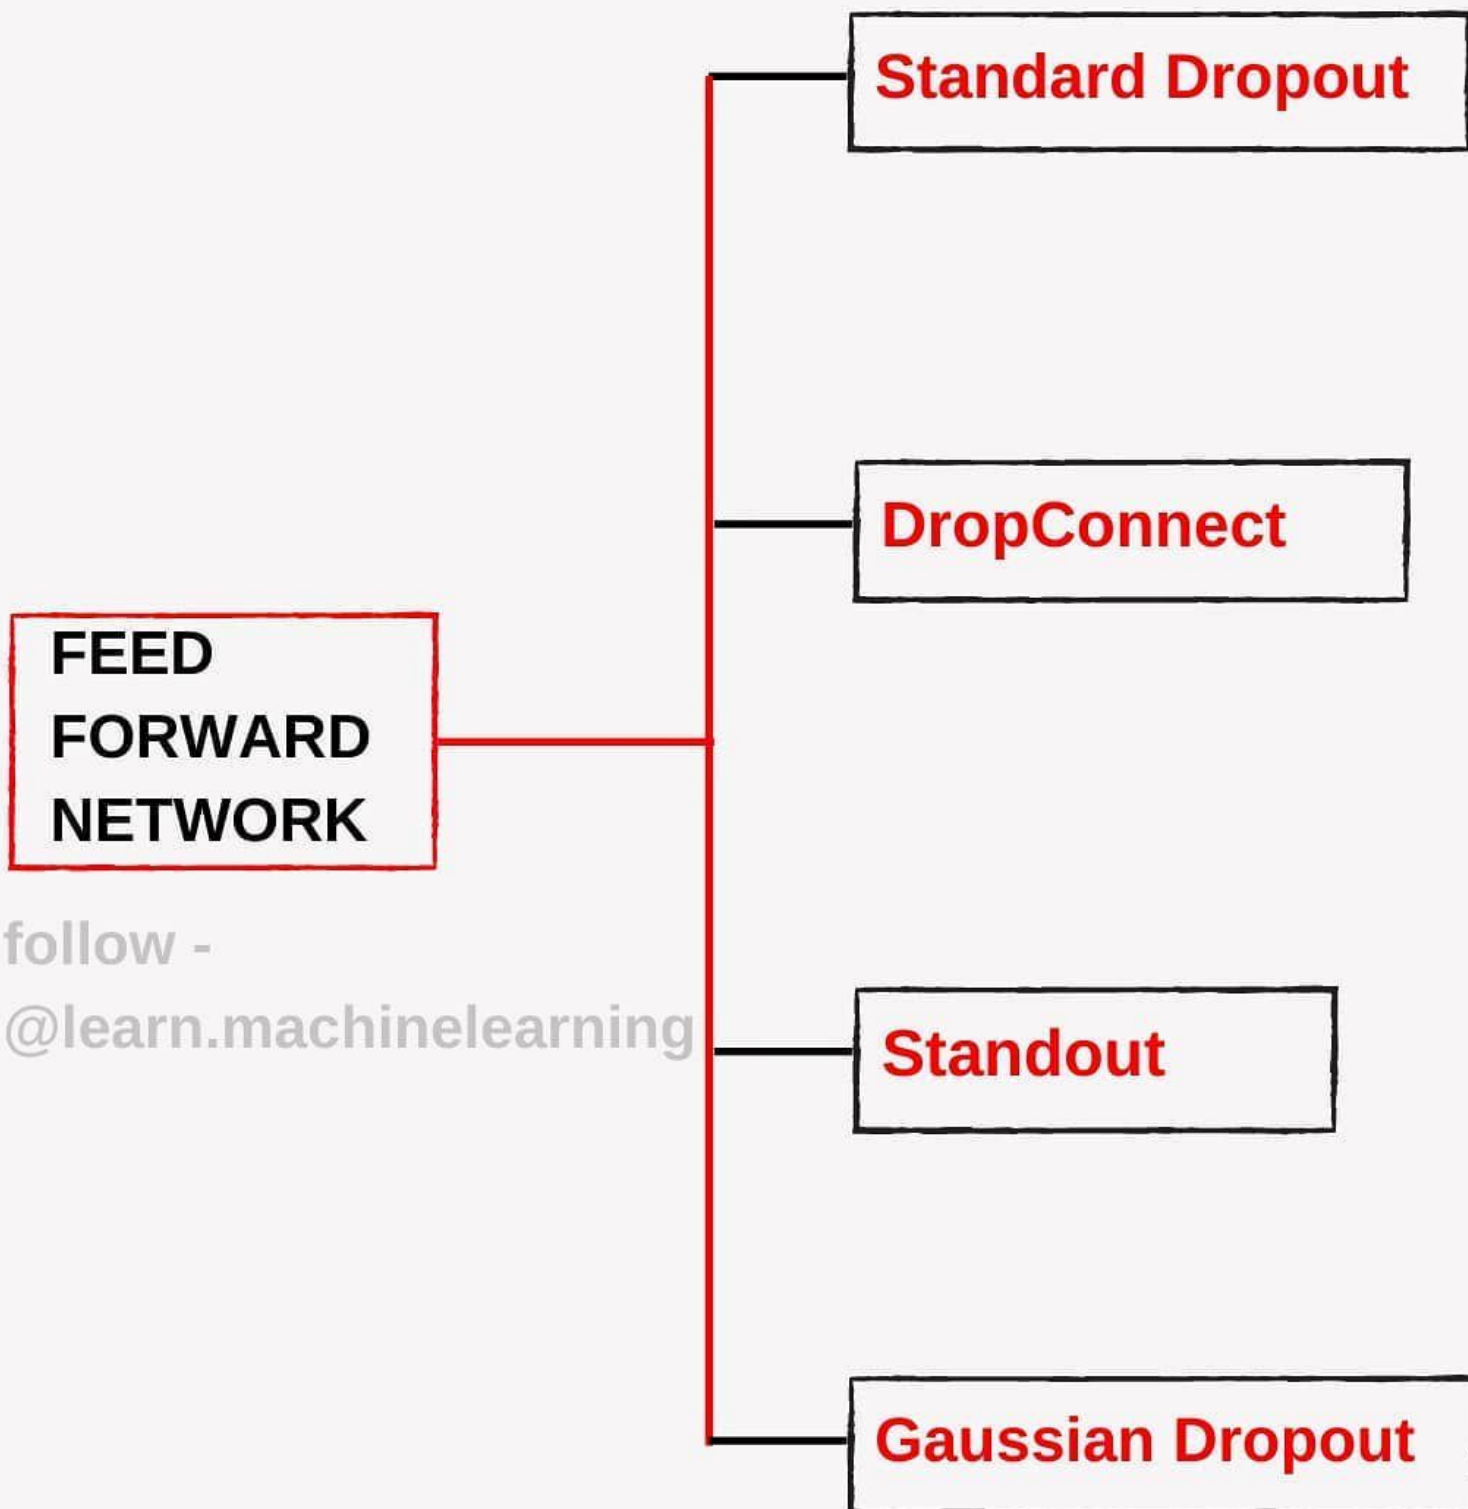 Standard Dropout
DropConnect
FEED
FORWARD
NETWORK
follow -
@learn.machinelearning
Standout
Gaussian Dropout